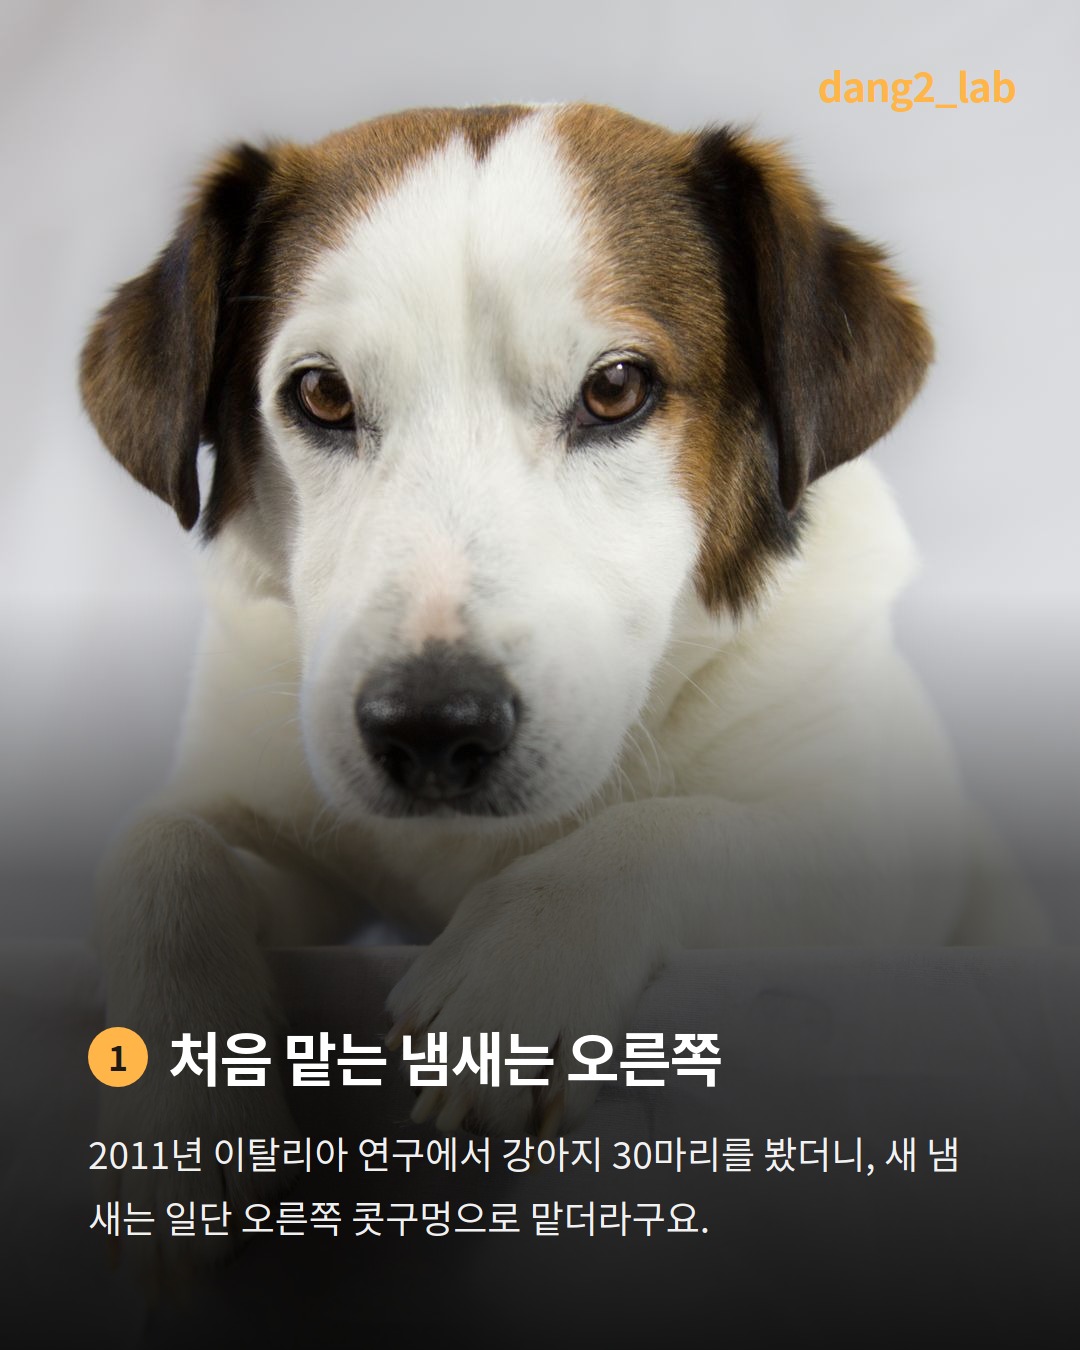 dang2_lab
1 처음 맡는 냄새는 오른쪽
2011년 이탈리아 연구에서 강아지 30마리를 봤더니, 새 냄
새는 일단 오른쪽 콧구멍으로 맡더라구요.